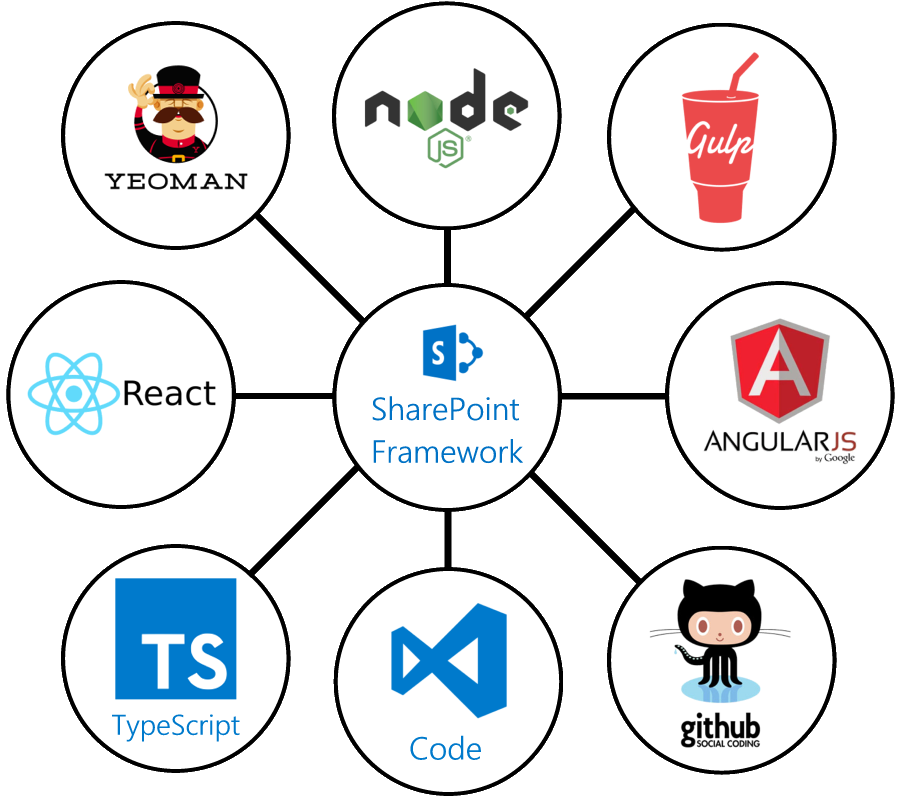 YEOMAN
node
JS
®
Gulp
React
S
SharePoint
Framework
A
ANGULARJS
by Google
TS
TypeScript
Code
github
SOCIAL CODING